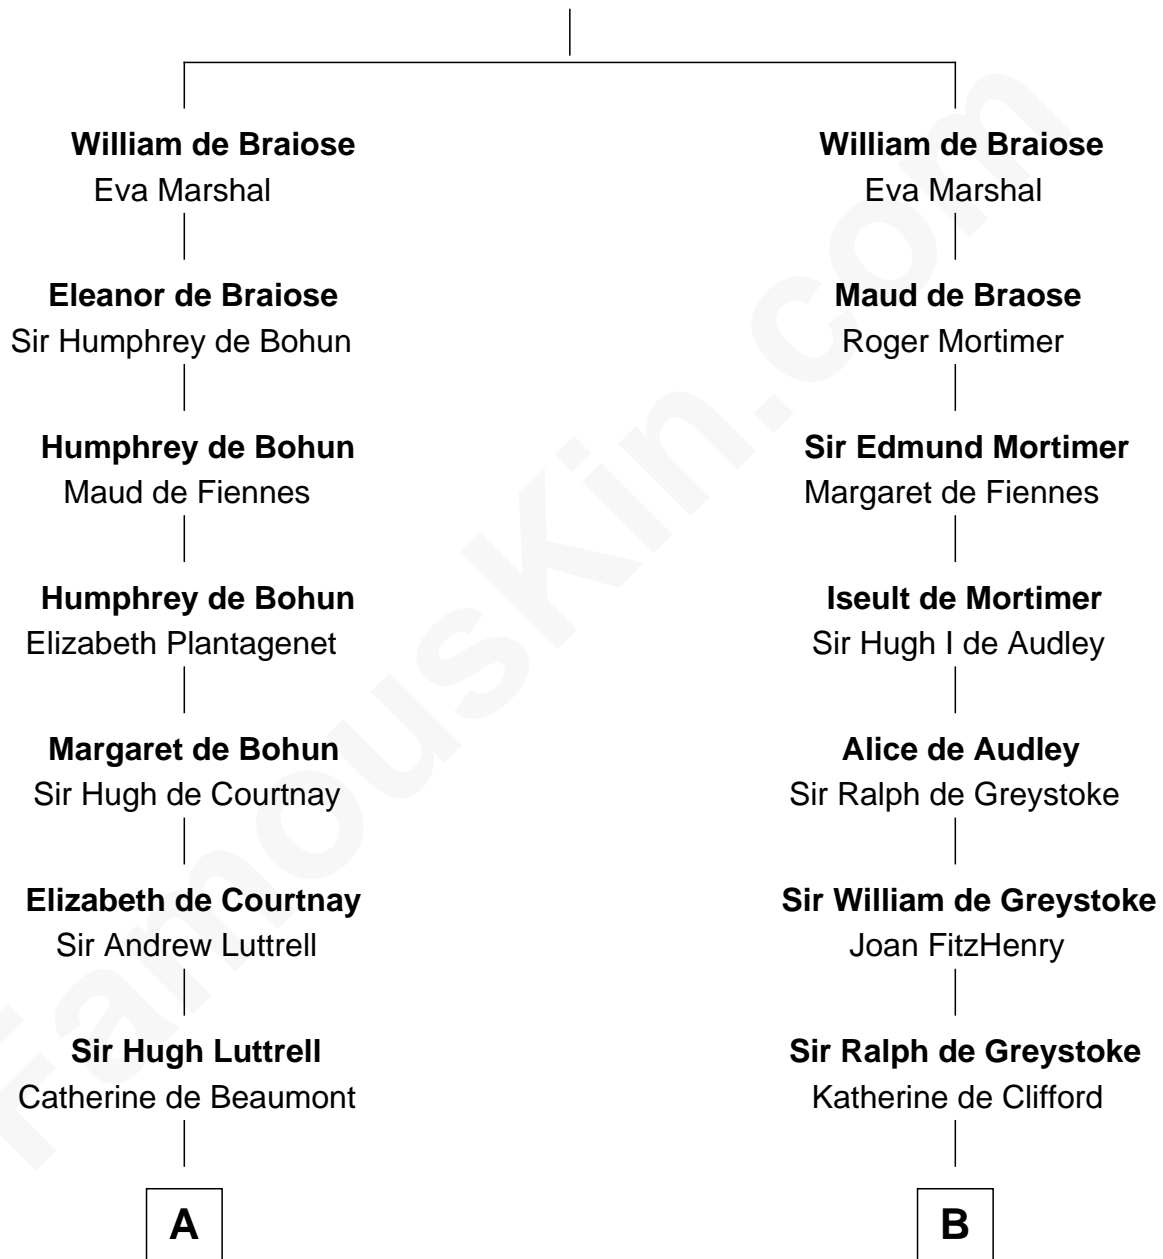 William de Braiose
Eva Marshal
Eleanor de Braiose
Sir Humphrey de Bohun
Humphrey de Bohun
Maud de Fiennes
Humphrey de Bohun
Elizabeth Plantagenet
Margaret de Bohun
Sir Hugh de Courtnay
Elizabeth de Courtnay
Sir Andrew Luttrell
Sir Hugh Luttrell
Catherine de Beaumont
A
William de Braiose
Eva Marshal
Maud de Braose
Roger Mortimer
Sir Edmund Mortimer
Margaret de Fiennes
Iseult de Mortimer
Sir Hugh I de Audley
Alice de Audley
Sir Ralph de Greystoke
Sir William de Greystoke
Joan FitzHenry
Sir Ralph de Greystoke
Katherine de Clifford
B
FamousKin.com